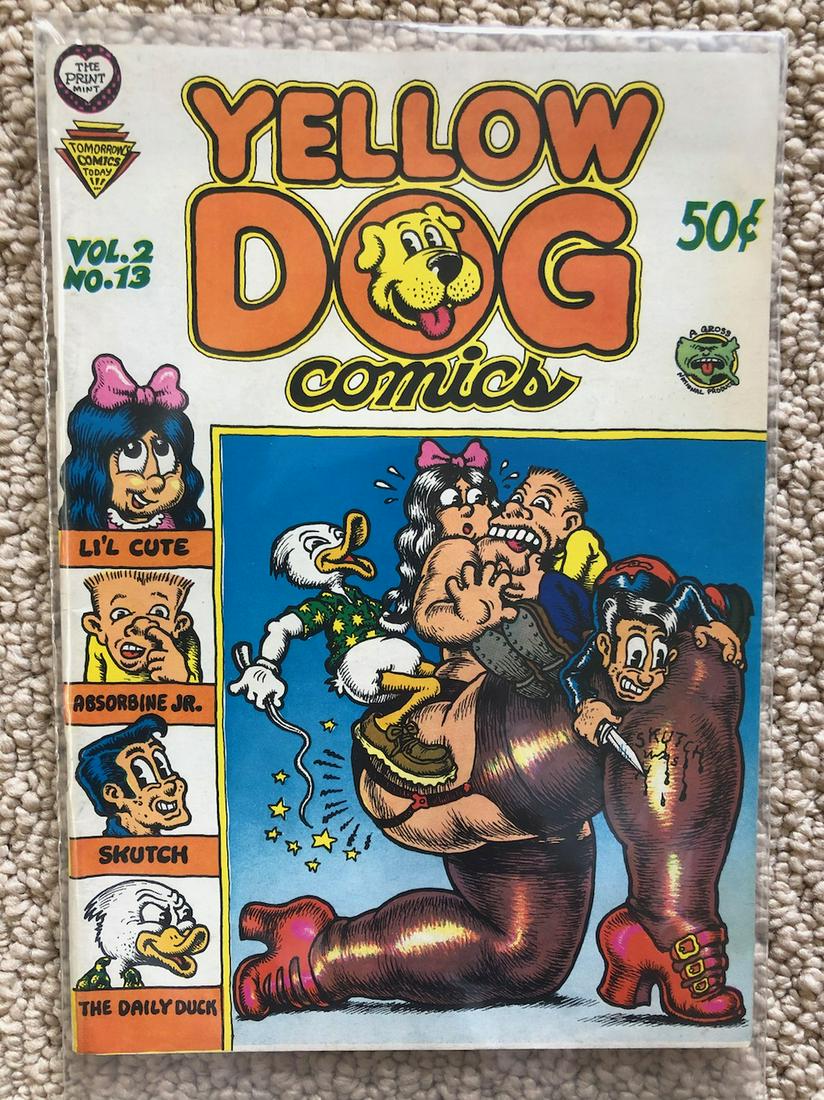 THE
PRINT
MINT
TOMORROW'S
COMICS
TODAY!!!
VOL.2
NO.13
YELLOW
DOG
comics
50¢
A GROSS
NATIONAL PRODUCT
LI'L CUTE
ABSORBINE JR.
SKUTCH
THE DAILY DUCK
SKUTCH
WAS